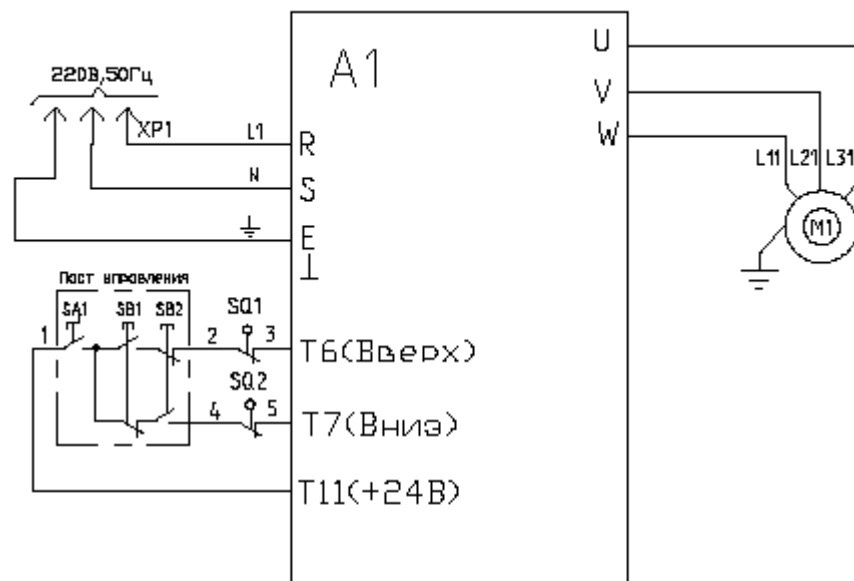 220В,50Гц
XP1
A1
L1
R
N
S
E
U
V
W
L11 L21 L31
M1
Пост управления
SA1 SB1 SB2
SQ1
1 2 3
T6(Вверх)
SQ2
4 5
T7(Вниз)
T11(+24В)